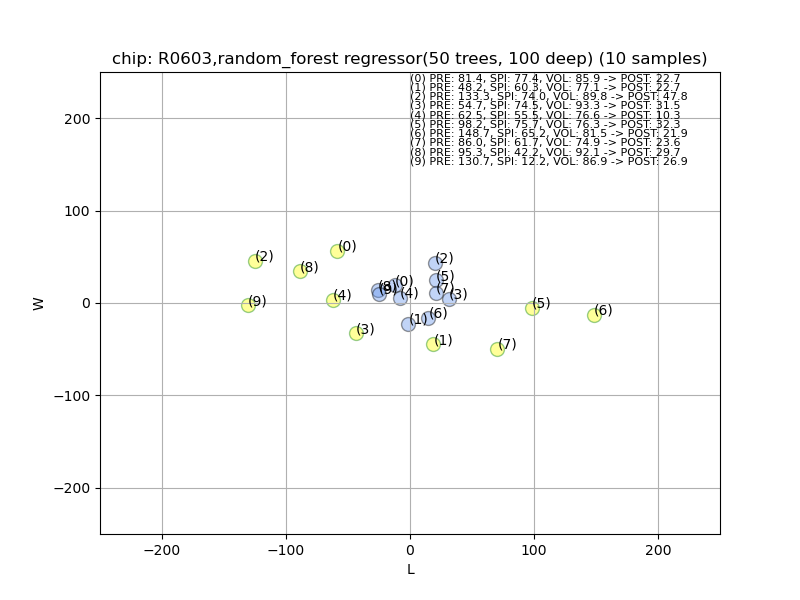 chip: R0603,random_forest regressor(50 trees, 100 deep) (10 samples)
(0) PRE: 81.4, SPI: 77.4, VOL: 85.9 -> POST: 22.7
(1) PRE: 48.2, SPI: 60.3, VOL: 77.1 -> POST: 22.7
(2) PRE: 133.3, SPI: 74.0, VOL: 89.8 -> POST: 47.8
(3) PRE: 54.7, SPI: 74.5, VOL: 93.3 -> POST: 31.5
(4) PRE: 62.5, SPI: 55.5, VOL: 76.6 -> POST: 10.3
(5) PRE: 98.2, SPI: 75.7, VOL: 76.3 -> POST: 32.3
(6) PRE: 148.7, SPI: 65.2, VOL: 81.5 -> POST: 21.9
(7) PRE: 86.0, SPI: 61.7, VOL: 74.9 -> POST: 23.6
(8) PRE: 95.3, SPI: 42.2, VOL: 92.1 -> POST: 29.7
(9) PRE: 130.7, SPI: 12.2, VOL: 86.9 -> POST: 26.9
200
100
0
−100
−200
W
(0)
(2)
(2)
(8)
(5)
(0)
(8)
(9)
(7)
(4)
(4)
(3)
(9)
(5)
(6)
(6)
(1)
(3)
(1)
(7)
−200
−100
0
100
200
L